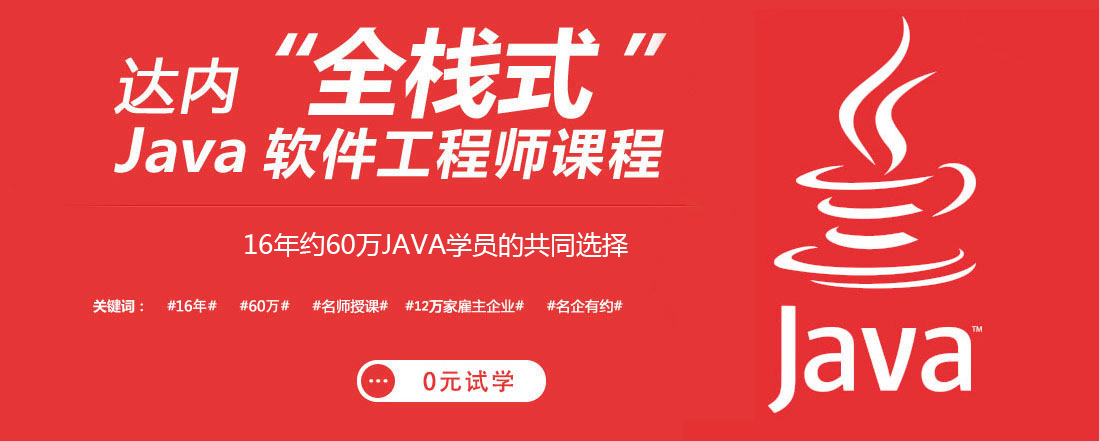 达内“全栈式”
Java 软件工程师课程
16年约60万JAVA学员的共同选择
关键词： #16年# #60万# #名师授课# #12万家雇主企业# #名企有约#
0元试学
Java™